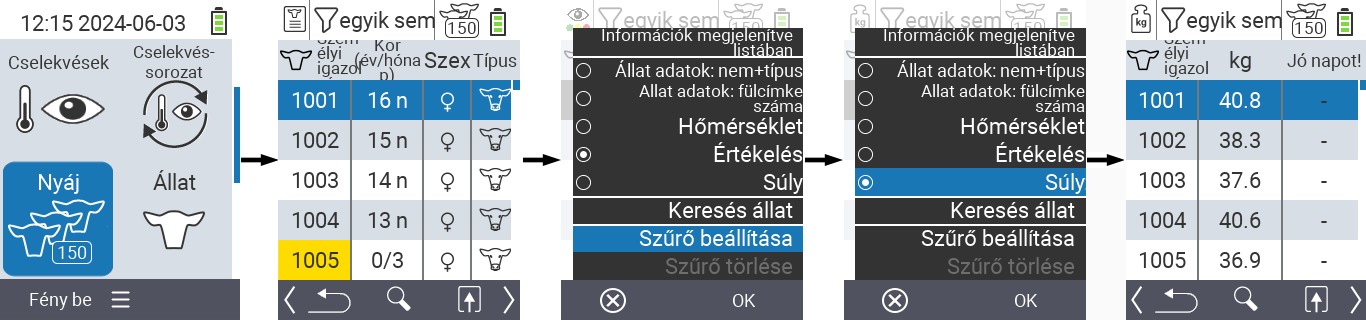 12:15 2024-06-03
Cselekvések
Cselekvés-
sorozat
Nyáj
150
Állat
Fény be
egyik sem
150
Szem
élyi
igazol
Kor
(év/hóna
p)
Szex
Típus
1001 16 n
1002 15 n
1003 14 n
1004 13 n
1005 0/3
egyik sem
150
Információk megjelenítve
listában
Állat adatok: nem+típus
Állat adatok: fülcímke
száma
Hőmérséklet
Értékelés
Súly
Keresés állat
Szűrő beállítása
Szűrő törlése
OK
kg
egyik sem
150
Információk megjelenítve
listában
Állat adatok: nem+típus
Állat adatok: fülcímke
száma
Hőmérséklet
Értékelés
Súly
Keresés állat
Szűrő beállítása
Szűrő törlése
OK
kg
egyik sem
150
Szem
élyi
igazol
kg
Jó napot!
1001 40.8 -
1002 38.3 -
1003 37.6 -
1004 40.6 -
1005 36.9 -